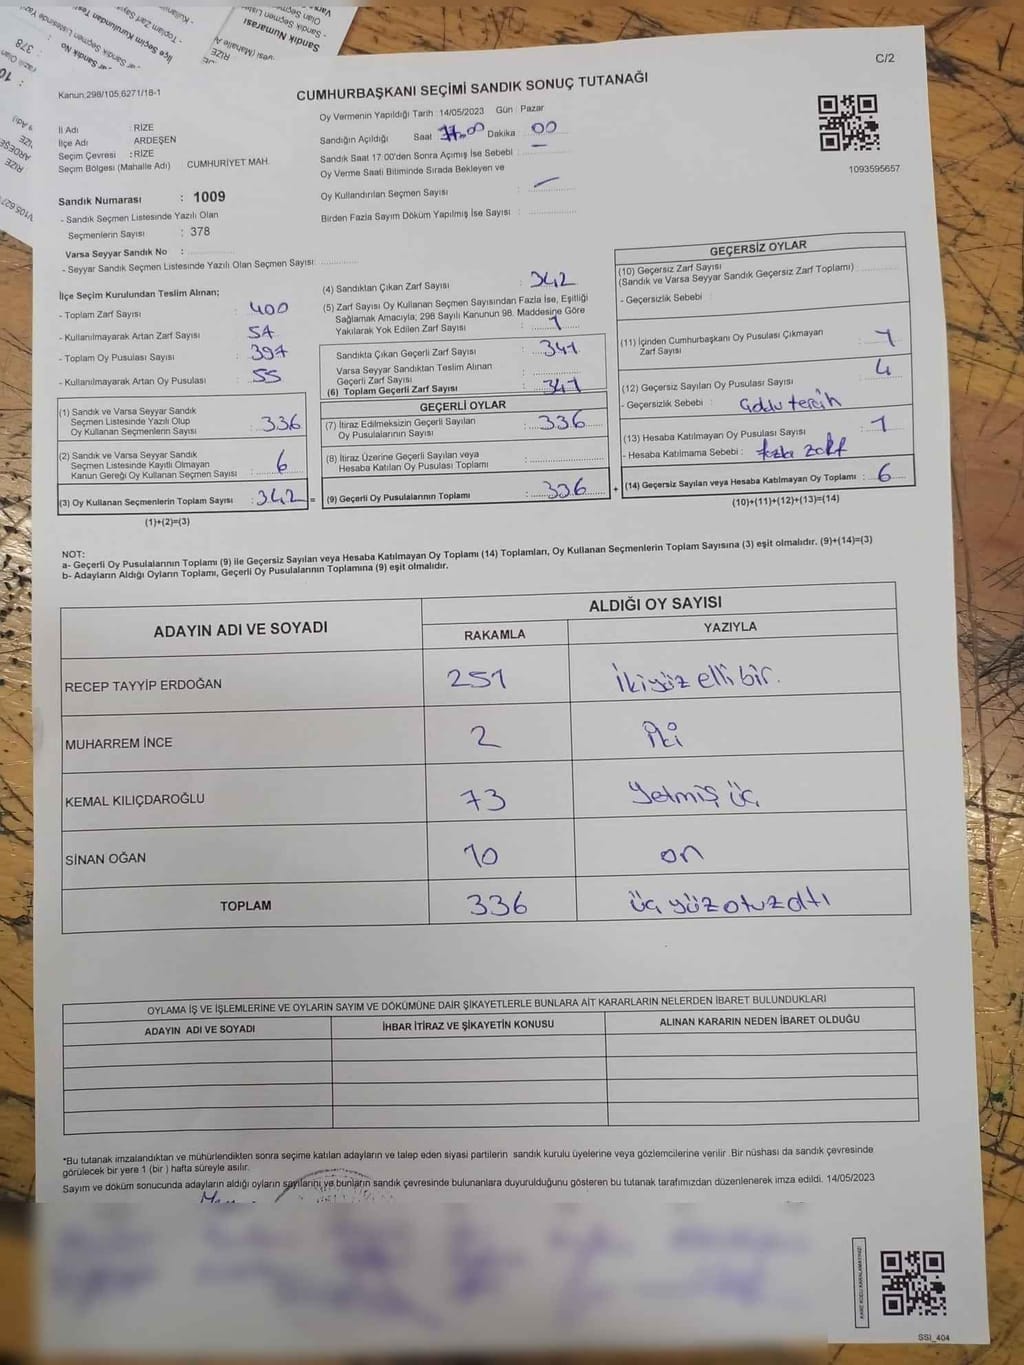 C/2
Kanun,298/105,6271/18-1
CUMHURBAŞKANI SEÇİMİ SANDIK SONUÇ TUTANAĞI
İl Adı : RİZE
İlçe Adı ARDEŞEN
Seçim Çevresi : RİZE
Seçim Bölgesi (Mahalle Adı) CUMHURİYET MAH.
Sandık Numarası : 1009
- Sandık Seçmen Listesinde Yazılı Olan
Seçmenlerin Sayısı : 378
Varsa Seyyar Sandık No :
- Seyyar Sandık Seçmen Listesinde Yazılı Olan Seçmen Sayısı:
Oy Vermenin Yapıldığı Tarih : 14/05/2023 Gün : Pazar
Sandığın Açıldığı Saat 17.00 Dakika : 00
Sandık Saat 17:00'den Sonra Açımış İse Sebebi : —
Oy Verme Saati Bitiminde Sırada Bekleyen ve
Oy Kullandırılan Seçmen Sayısı : —
Birden Fazla Sayım Döküm Yapılmış İse Sayısı :
1093595657
İlçe Seçim Kurulundan Teslim Alınan;
- Toplam Zarf Sayısı : 400
- Kullanılmayarak Artan Zarf Sayısı : 54
- Toplam Oy Pusulası Sayısı : 397
- Kullanılmayarak Artan Oy Pusulası : 55
(1) Sandık ve Varsa Seyyar Sandık
Seçmen Listesinde Yazılı Olup
Oy Kullanan Seçmenlerin Sayısı : 336
(2) Sandık ve Varsa Seyyar Sandık
Seçmen Listesinde Kayıtlı Olmayan
Kanun Gereği Oy Kullanan Seçmen Sayısı : 6
(3) Oy Kullanan Seçmenlerin Toplam Sayısı : 342 =
(1)+(2)=(3)
(4) Sandıktan Çıkan Zarf Sayısı : 342
(5) Zarf Sayısı Oy Kullanan Seçmen Sayısından Fazla İse, Eşitliği
Sağlamak Amacıyla; 298 Sayılı Kanunun 98. Maddesine Göre
Yakılarak Yok Edilen Zarf Sayısı : 1
Sandıkta Çıkan Geçerli Zarf Sayısı : 341
Varsa Seyyar Sandıktan Teslim Alınan
Geçerli Zarf Sayısı :
(6) Toplam Geçerli Zarf Sayısı : 341
GEÇERLİ OYLAR
(7) İtiraz Edilmeksizin Geçerli Sayılan
Oy Pusulalarının Sayısı : 336
(8) İtiraz Üzerine Geçerli Sayılan veya
Hesaba Katılan Oy Pusulası Toplamı :
(9) Geçerli Oy Pusulalarının Toplamı : 336 +
GEÇERSİZ OYLAR
(10) Geçersiz Zarf Sayısı
(Sandık ve Varsa Seyyar Sandık Geçersiz Zarf Toplamı) :
- Geçersizlik Sebebi :
(11) İçinden Cumhurbaşkanı Oy Pusulası Çıkmayan
Zarf Sayısı : 1
(12) Geçersiz Sayılan Oy Pusulası Sayısı : 4
- Geçersizlik Sebebi : Çoklu tercih
(13) Hesaba Katılmayan Oy Pusulası Sayısı : 1
- Hesaba Katılmama Sebebi : fazla zarf
(14) Geçersiz Sayılan veya Hesaba Katılmayan Oy Toplamı : 6
(10)+(11)+(12)+(13)=(14)
NOT:
a- Geçerli Oy Pusulalarının Toplamı (9) ile Geçersiz Sayılan veya Hesaba Katılmayan Oy Toplamı (14) Toplamları, Oy Kullanan Seçmenlerin Toplam Sayısına (3) eşit olmalıdır. (9)+(14)=(3)
b- Adayların Aldığı Oyların Toplamı, Geçerli Oy Pusulalarının Toplamına (9) eşit olmalıdır.
ADAYIN ADI VE SOYADI ALDIĞI OY SAYISI
RAKAMLA YAZIYLA
RECEP TAYYİP ERDOĞAN 251 İkiyüz elli bir.
MUHARREM İNCE 2 İki
KEMAL KILIÇDAROĞLU 73 Yetmiş üç
SİNAN OĞAN 10 on
TOPLAM 336 üç yüz otuz altı
OYLAMA İŞ VE İŞLEMLERİNE VE OYLARIN SAYIM VE DÖKÜMÜNE DAİR ŞİKAYETLERLE BUNLARA AİT KARARLARIN NELERDEN İBARET BULUNDUKLARI
ADAYIN ADI VE SOYADI İHBAR İTİRAZ VE ŞİKAYETİN KONUSU ALINAN KARARIN NEDEN İBARET OLDUĞU
*Bu tutanak imzalandıktan ve mühürlendikten sonra seçime katılan adayların ve talep eden siyasi partilerin sandık kurulu üyelerine veya gözlemcilerine verilir .Bir nüshası da sandık çevresinde
görülecek bir yere 1 (bir ) hafta süreyle asılır.
Sayım ve döküm sonucunda adayların aldığı oyların sayılarını ve bunların sandık çevresinde bulunanlara duyurulduğunu gösteren bu tutanak tarafımızdan düzenlenerek imza edildi. 14/05/2023
KARE KODU KARALAMAYINIZ!
SSI_404